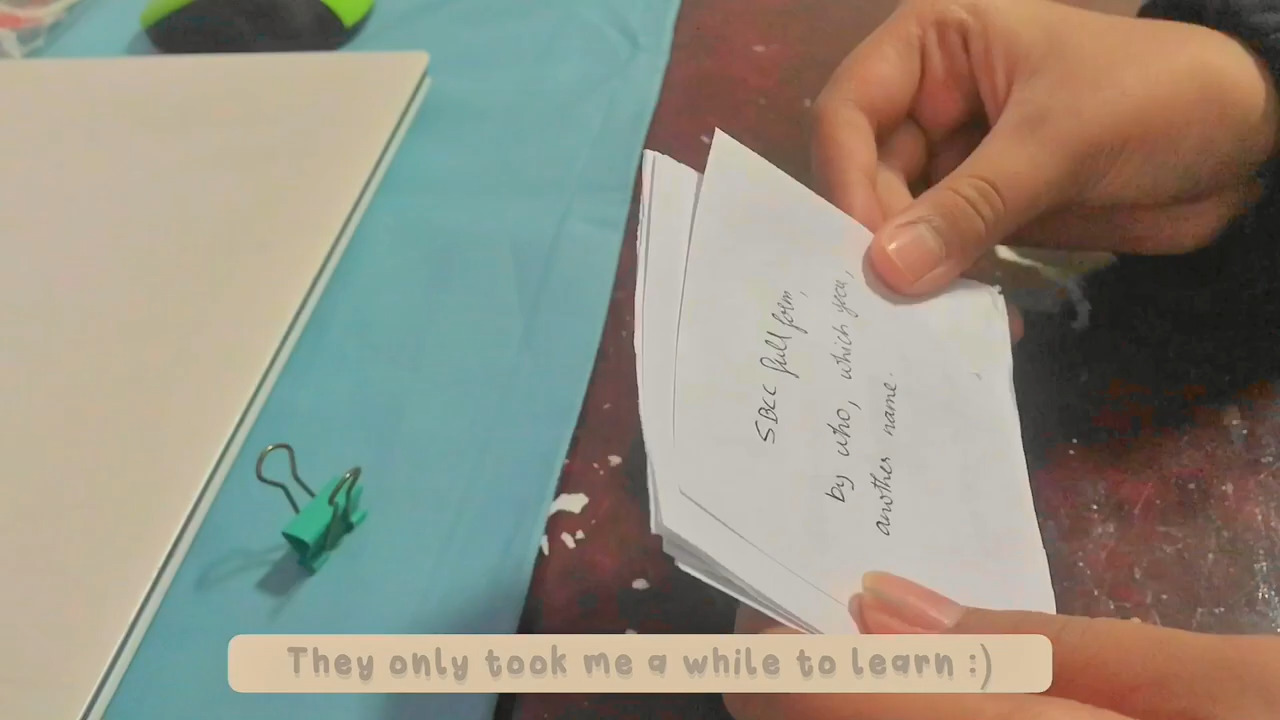 SBCC full form,
by who, which year,
another name.
They only took me a while to learn :)